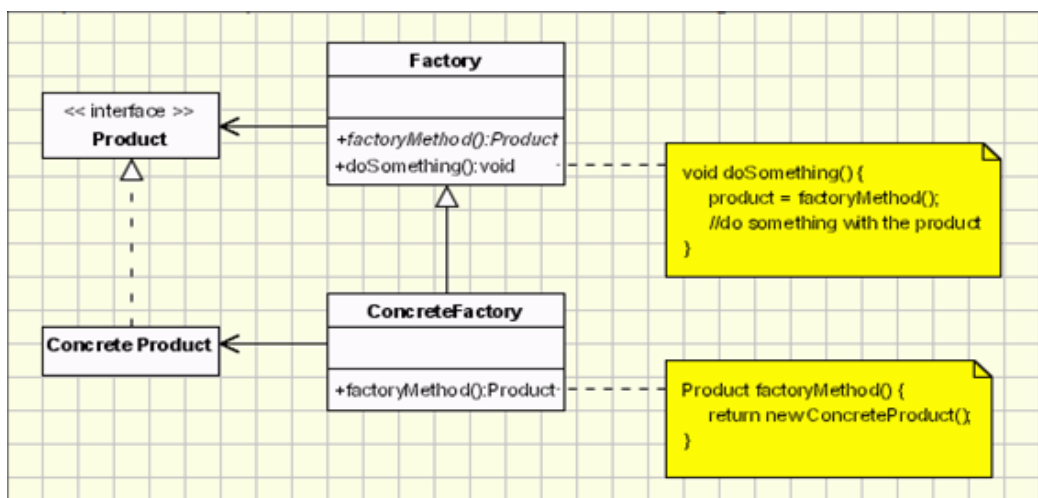 Factory
<< interface >>
Product
+factoryMethod():Product
+doSomething():void
void doSomething() {
product = factoryMethod();
//do something with the product
}
ConcreteFactory
Concrete Product
+factoryMethod():Product
Product factoryMethod() {
return new ConcreteProduct();
}